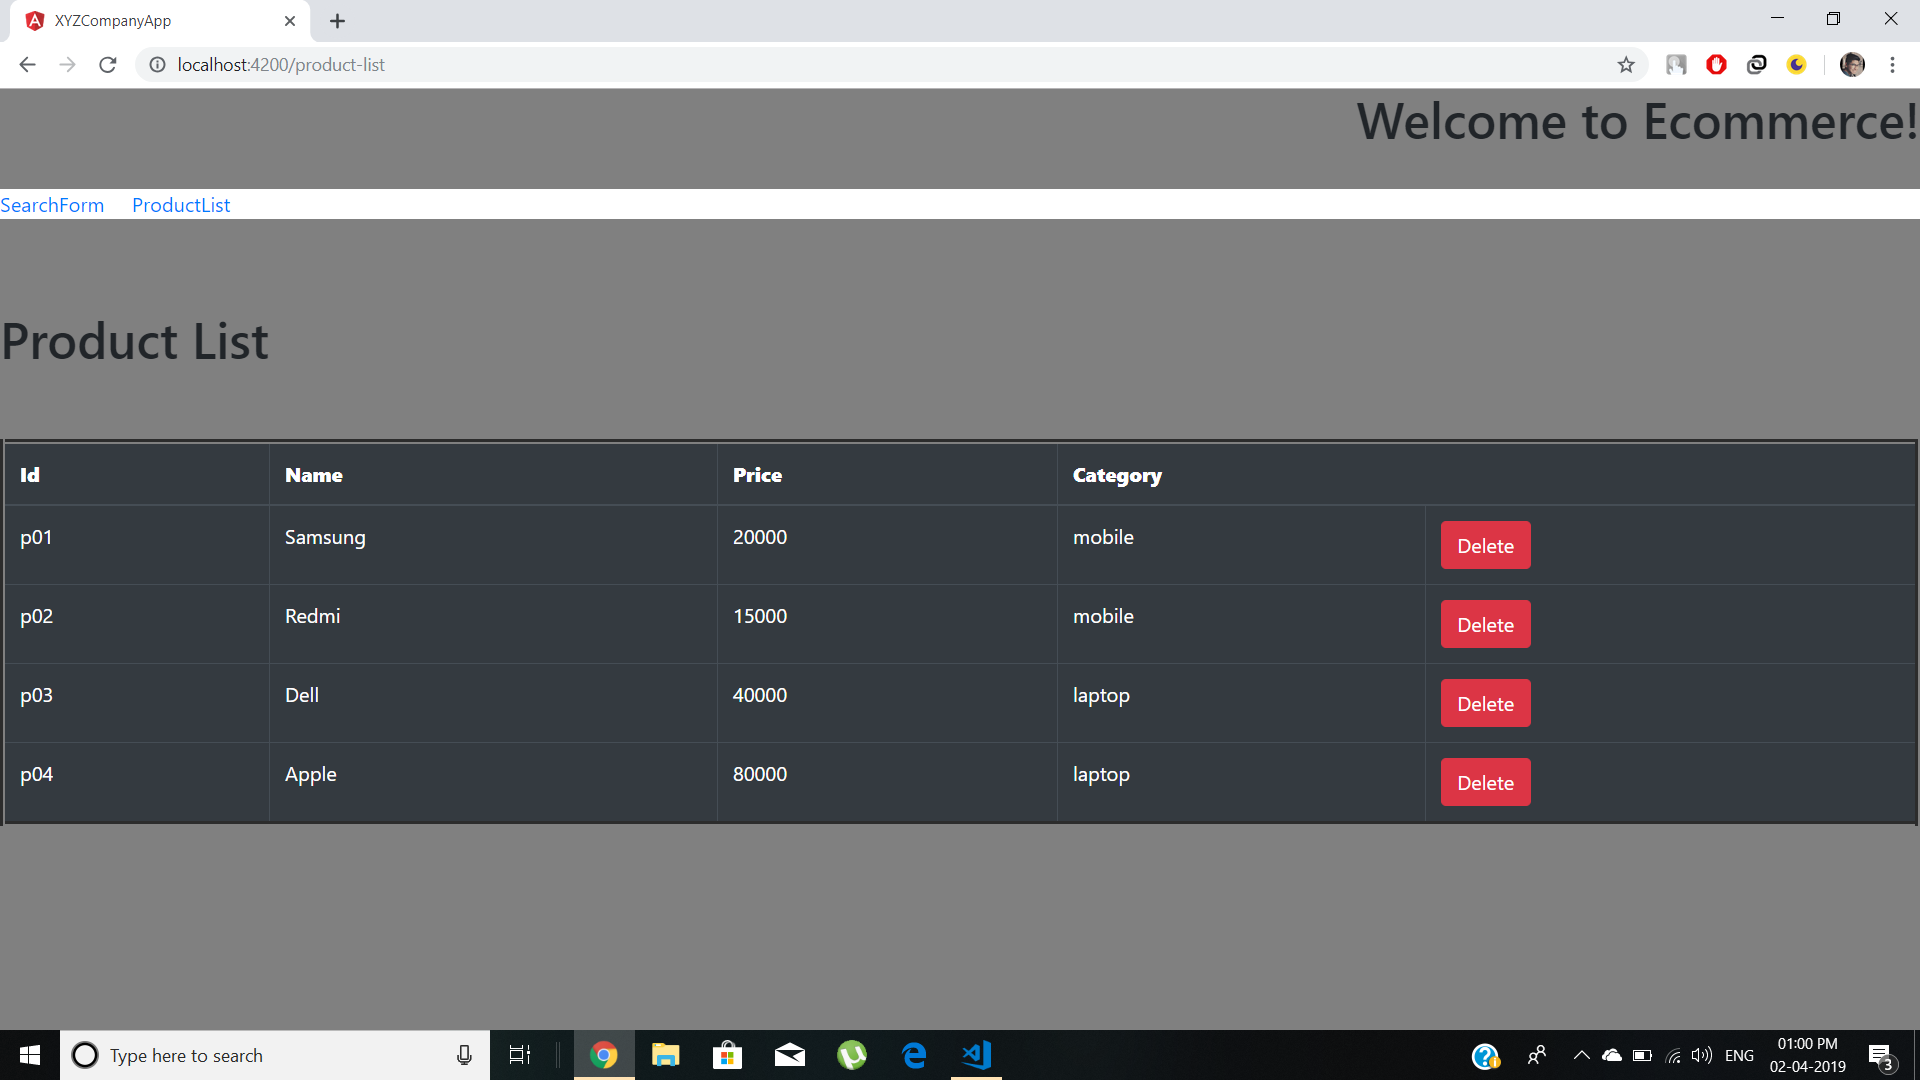 XYZCompanyApp
localhost:4200/product-list
Welcome to Ecommerce!
SearchForm ProductList
Product List
Id Name Price Category
p01 Samsung 20000 mobile Delete
p02 Redmi 15000 mobile Delete
p03 Dell 40000 laptop Delete
p04 Apple 80000 laptop Delete
Type here to search
ENG
01:00 PM
02-04-2019
3